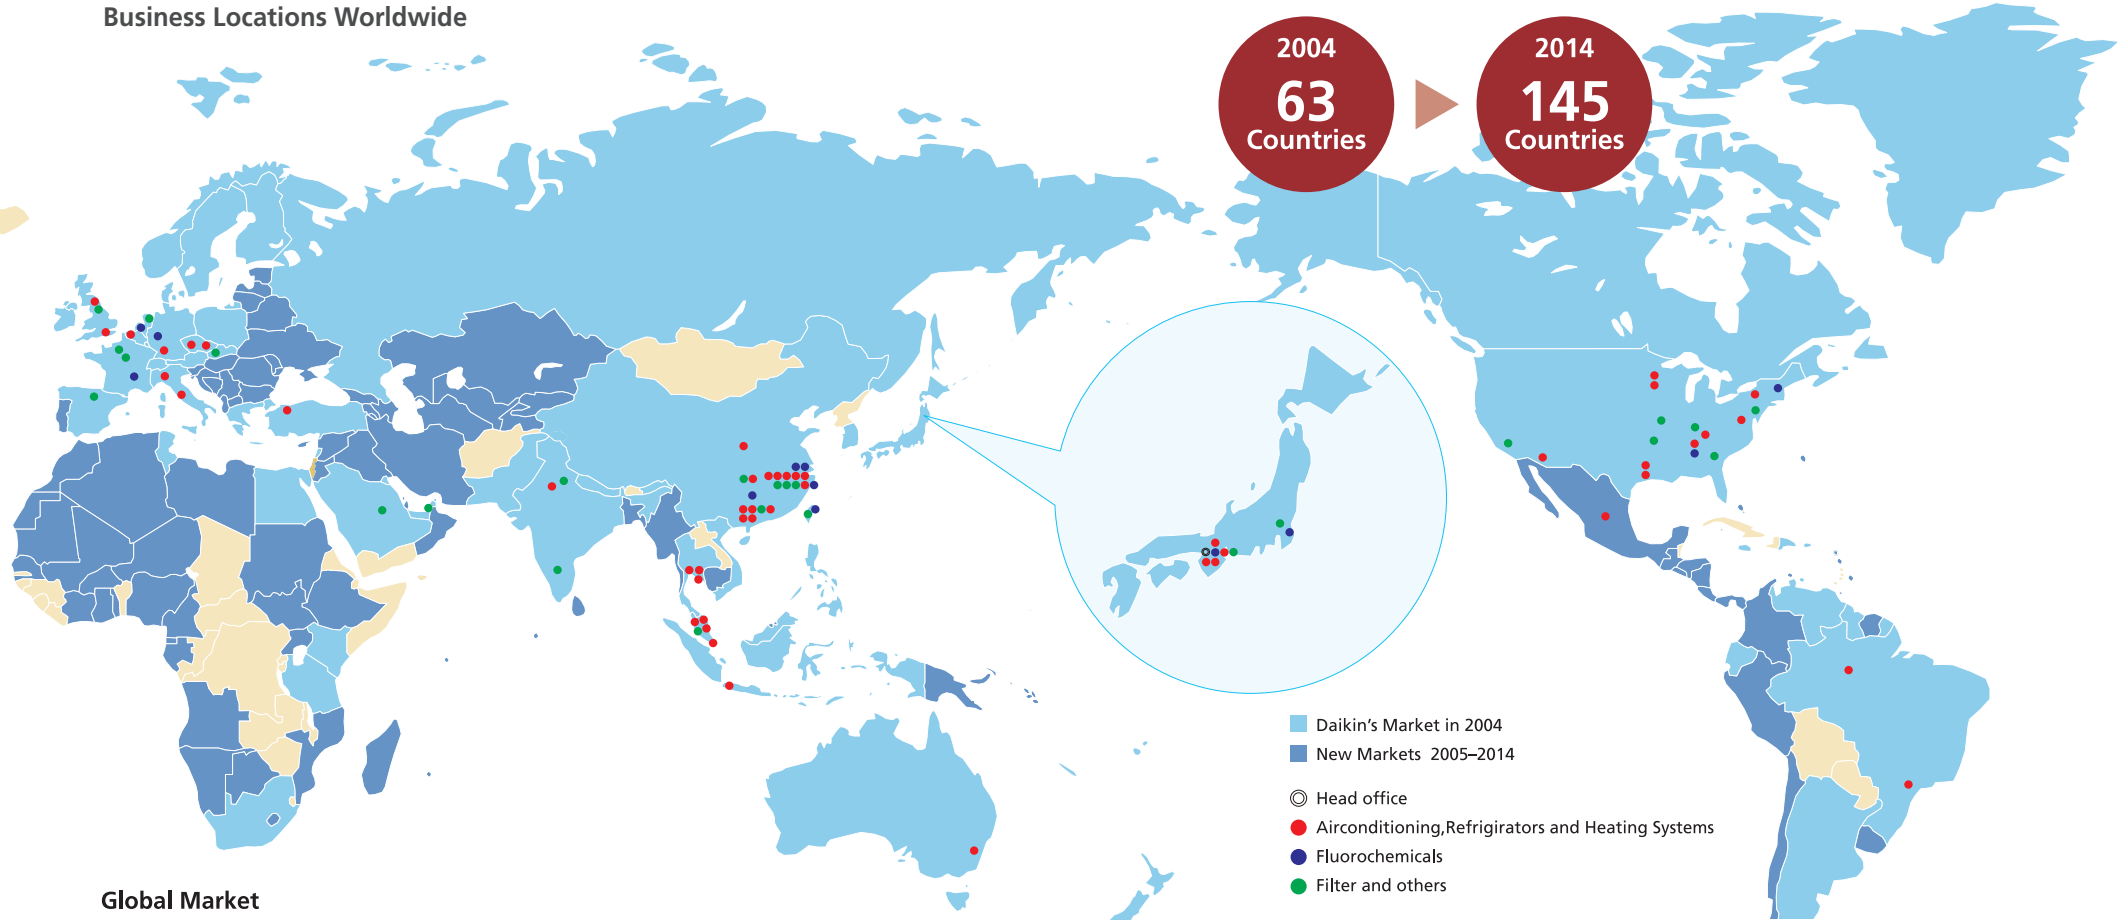 Business Locations Worldwide
2004
63
Countries
2014
145
Countries
Daikin’s Market in 2004
New Markets 2005–2014
Head office
Airconditioning,Refrigirators and Heating Systems
Fluorochemicals
Filter and others
Global Market